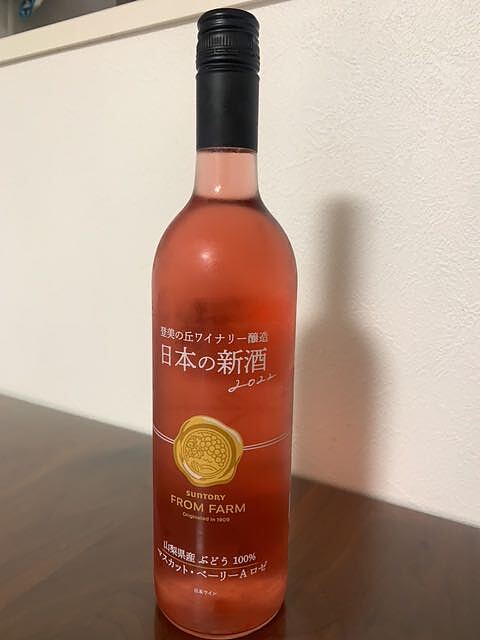 登美の丘ワイナリー醸造
日本の新酒
2022
SUNTORY
FROM FARM
Originated in 1909
山梨県産 ぶどう 100%
マスカット・ベーリーA ロゼ
日本ワイン